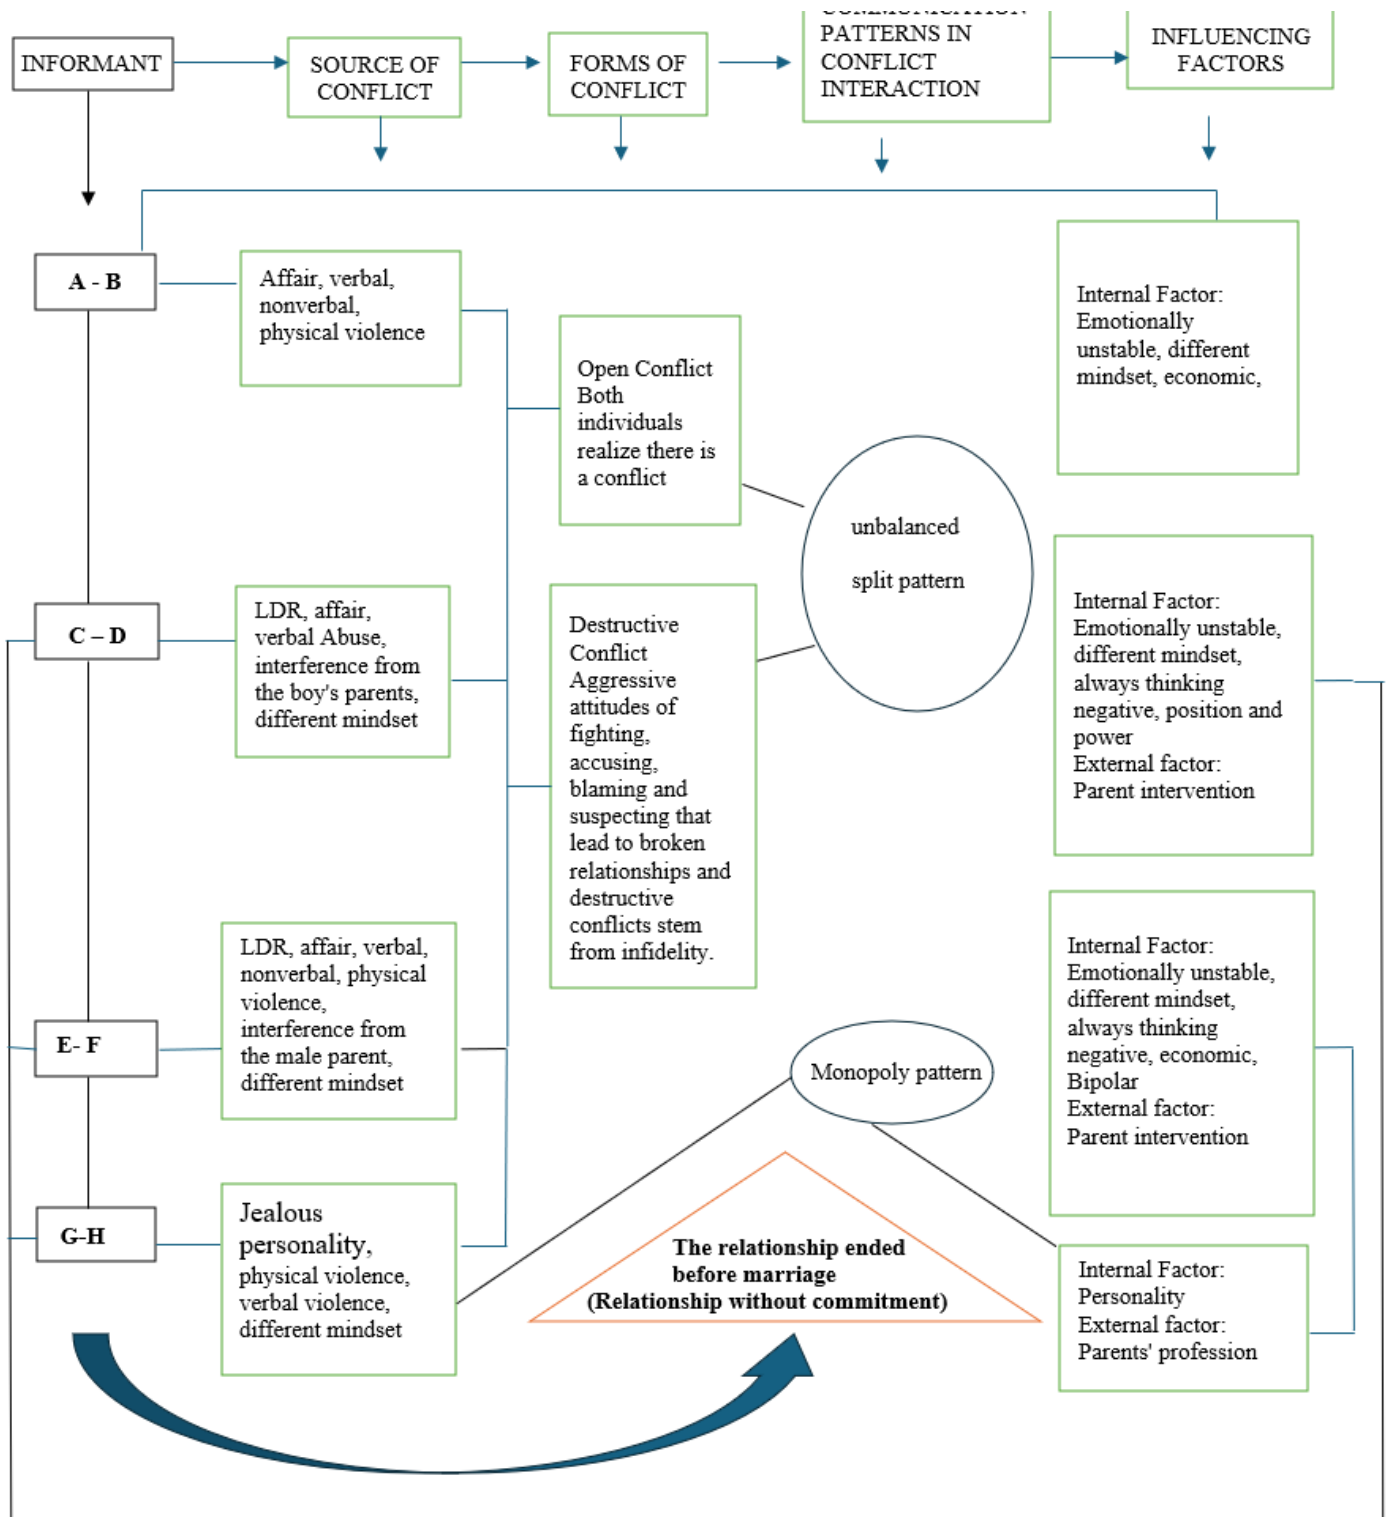 INFORMANT
SOURCE OF
CONFLICT
FORMS OF
CONFLICT
COMMUNICATION
PATTERNS IN
CONFLICT
INTERACTION
INFLUENCING
FACTORS
A - B
Affair, verbal,
nonverbal,
physical violence
Open Conflict
Both
individuals
realize there is
a conflict
unbalanced
split pattern
Internal Factor:
Emotionally
unstable, different
mindset, economic,
C – D
LDR, affair,
verbal Abuse,
interference from
the boy's parents,
different mindset
Destructive
Conflict
Aggressive
attitudes of
fighting,
accusing,
blaming and
suspecting that
lead to broken
relationships and
destructive
conflicts stem
from infidelity.
Internal Factor:
Emotionally unstable,
different mindset,
always thinking
negative, position and
power
External factor:
Parent intervention
E- F
LDR, affair, verbal,
nonverbal, physical
violence,
interference from
the male parent,
different mindset
Monopoly pattern
Internal Factor:
Emotionally unstable,
different mindset,
always thinking
negative, economic,
Bipolar
External factor:
Parent intervention
G-H
Jealous
personality,
physical violence,
verbal violence,
different mindset
The relationship ended
before marriage
(Relationship without commitment)
Internal Factor:
Personality
External factor:
Parents' profession